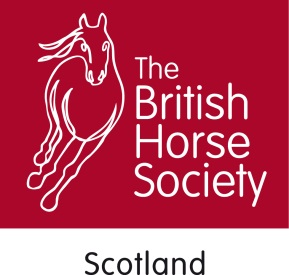 The
British
Horse
Society
Scotland